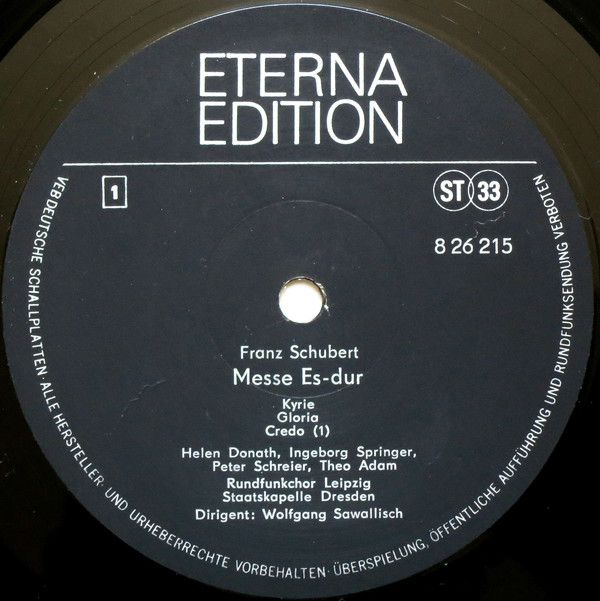 ETERNA
EDITION
1
ST 33
8 26 215
Franz Schubert
Messe Es-dur
Kyrie
Gloria
Credo (1)
Helen Donath, Ingeborg Springer,
Peter Schreier, Theo Adam
Rundfunkchor Leipzig
Staatskapelle Dresden
Dirigent: Wolfgang Sawallisch
VEB DEUTSCHE SCHALLPLATTEN · ALLE HERSTELLER- UND URHEBERRECHTE VORBEHALTEN · ÜBERSPIELUNG, ÖFFENTLICHE AUFFÜHRUNG UND RUNDFUNKSENDUNG VERBOTEN